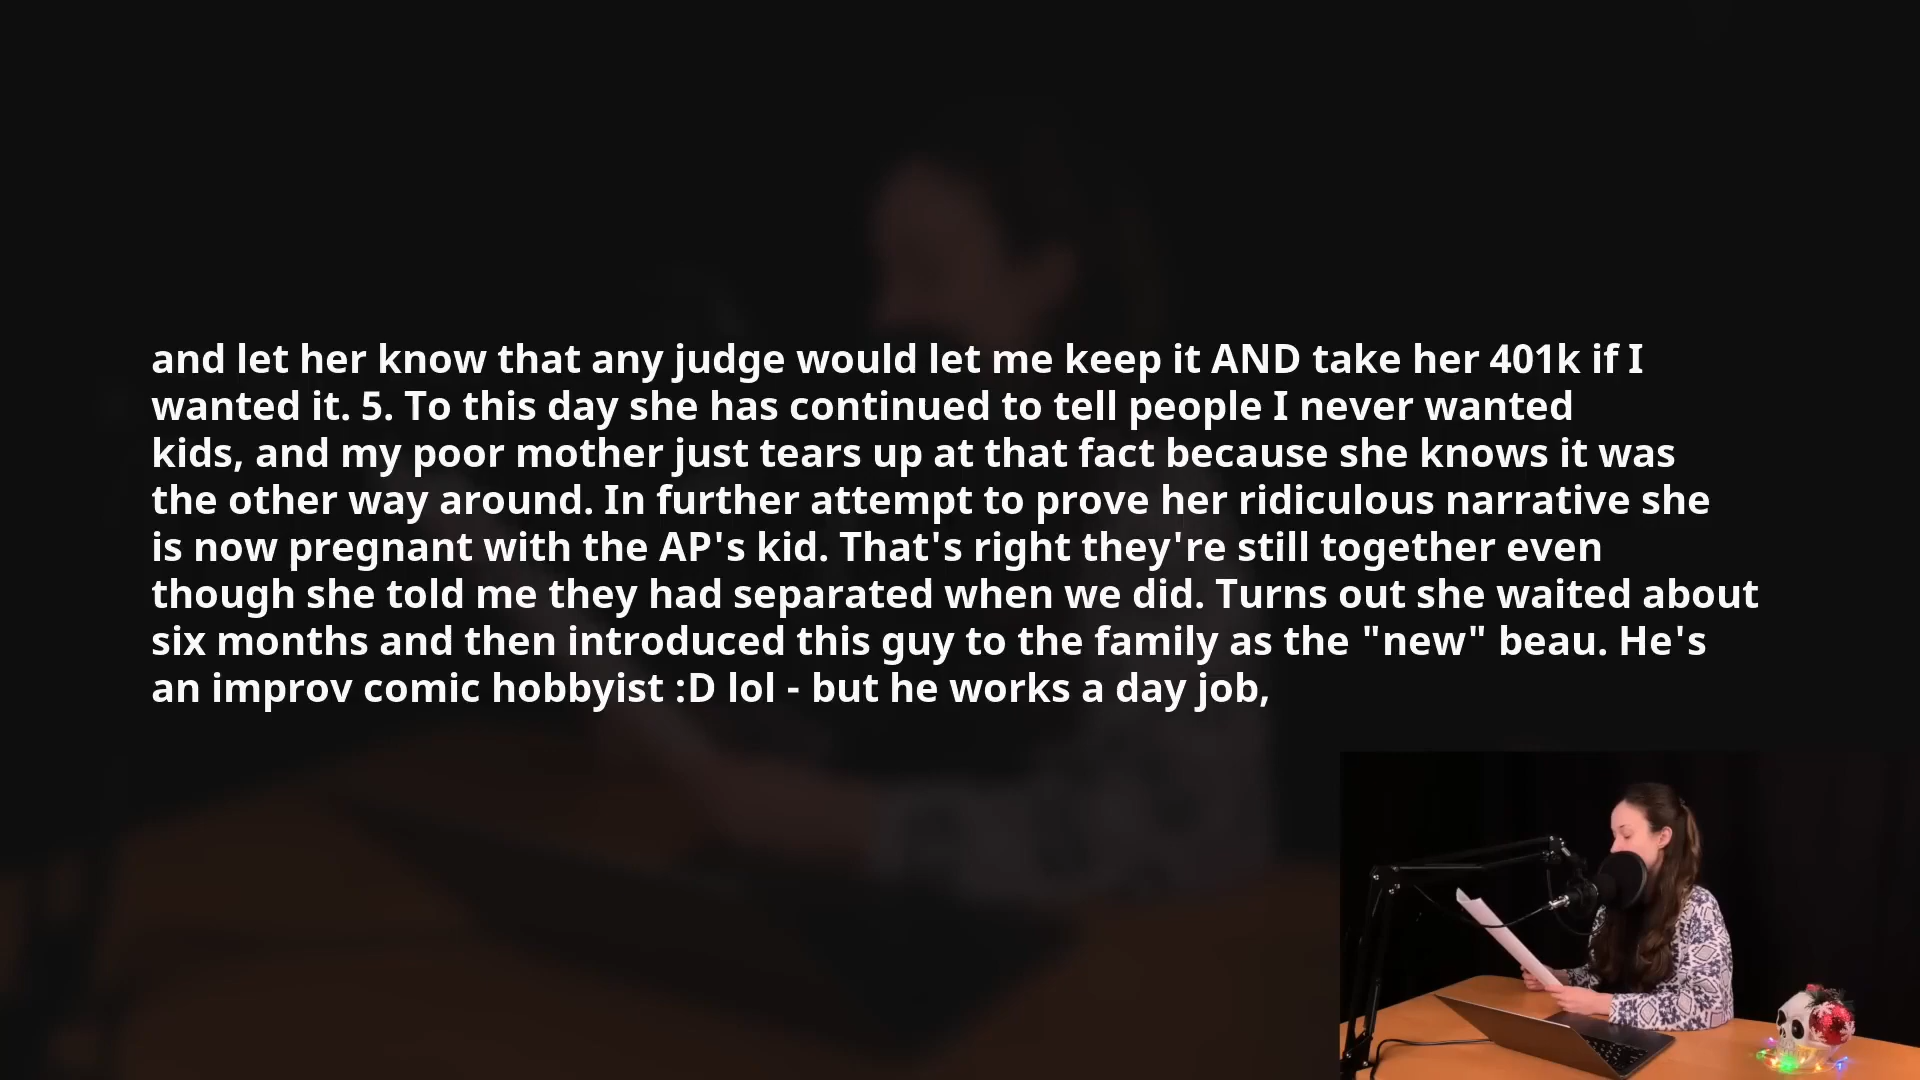 and let her know that any judge would let me keep it AND take her 401k if I
wanted it. 5. To this day she has continued to tell people I never wanted
kids, and my poor mother just tears up at that fact because she knows it was
the other way around. In further attempt to prove her ridiculous narrative she
is now pregnant with the AP's kid. That's right they're still together even
though she told me they had separated when we did. Turns out she waited about
six months and then introduced this guy to the family as the "new" beau. He's
an improv comic hobbyist :D lol - but he works a day job,